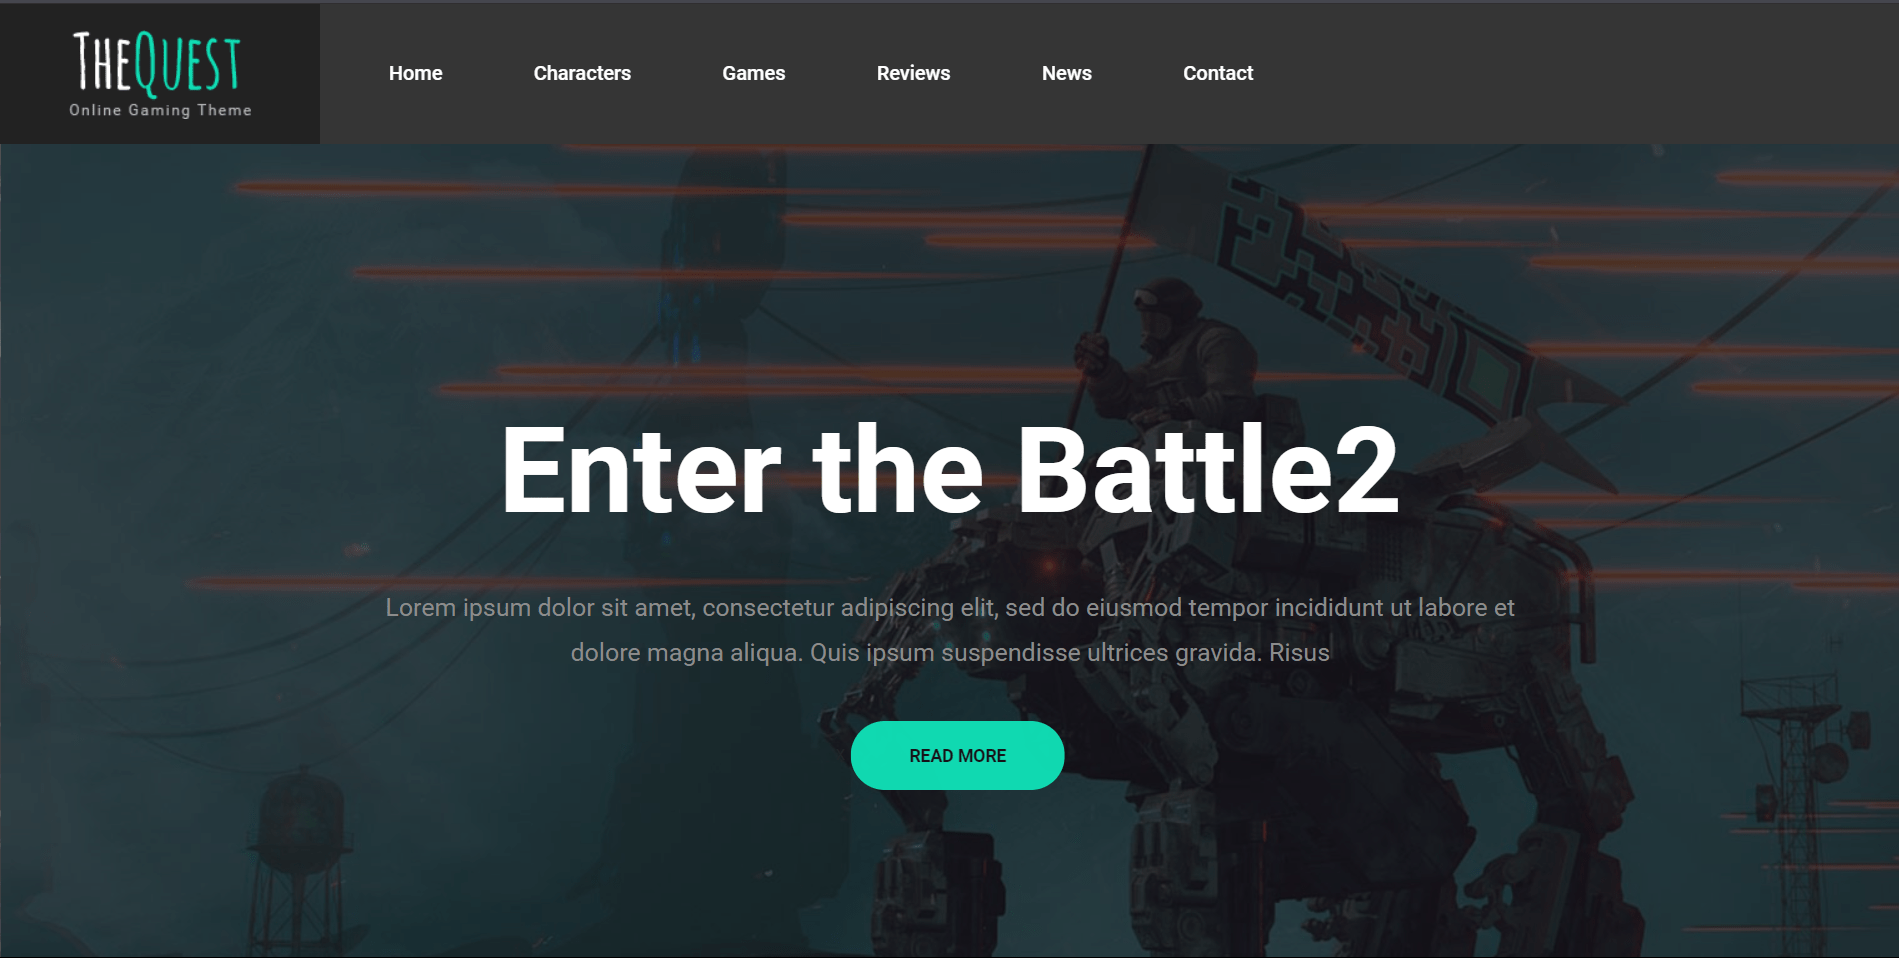 TheQuest
Online Gaming Theme
Home Characters Games Reviews News Contact
Enter the Battle2
Lorem ipsum dolor sit amet, consectetur adipiscing elit, sed do eiusmod tempor incididunt ut labore et
dolore magna aliqua. Quis ipsum suspendisse ultrices gravida. Risus
READ MORE